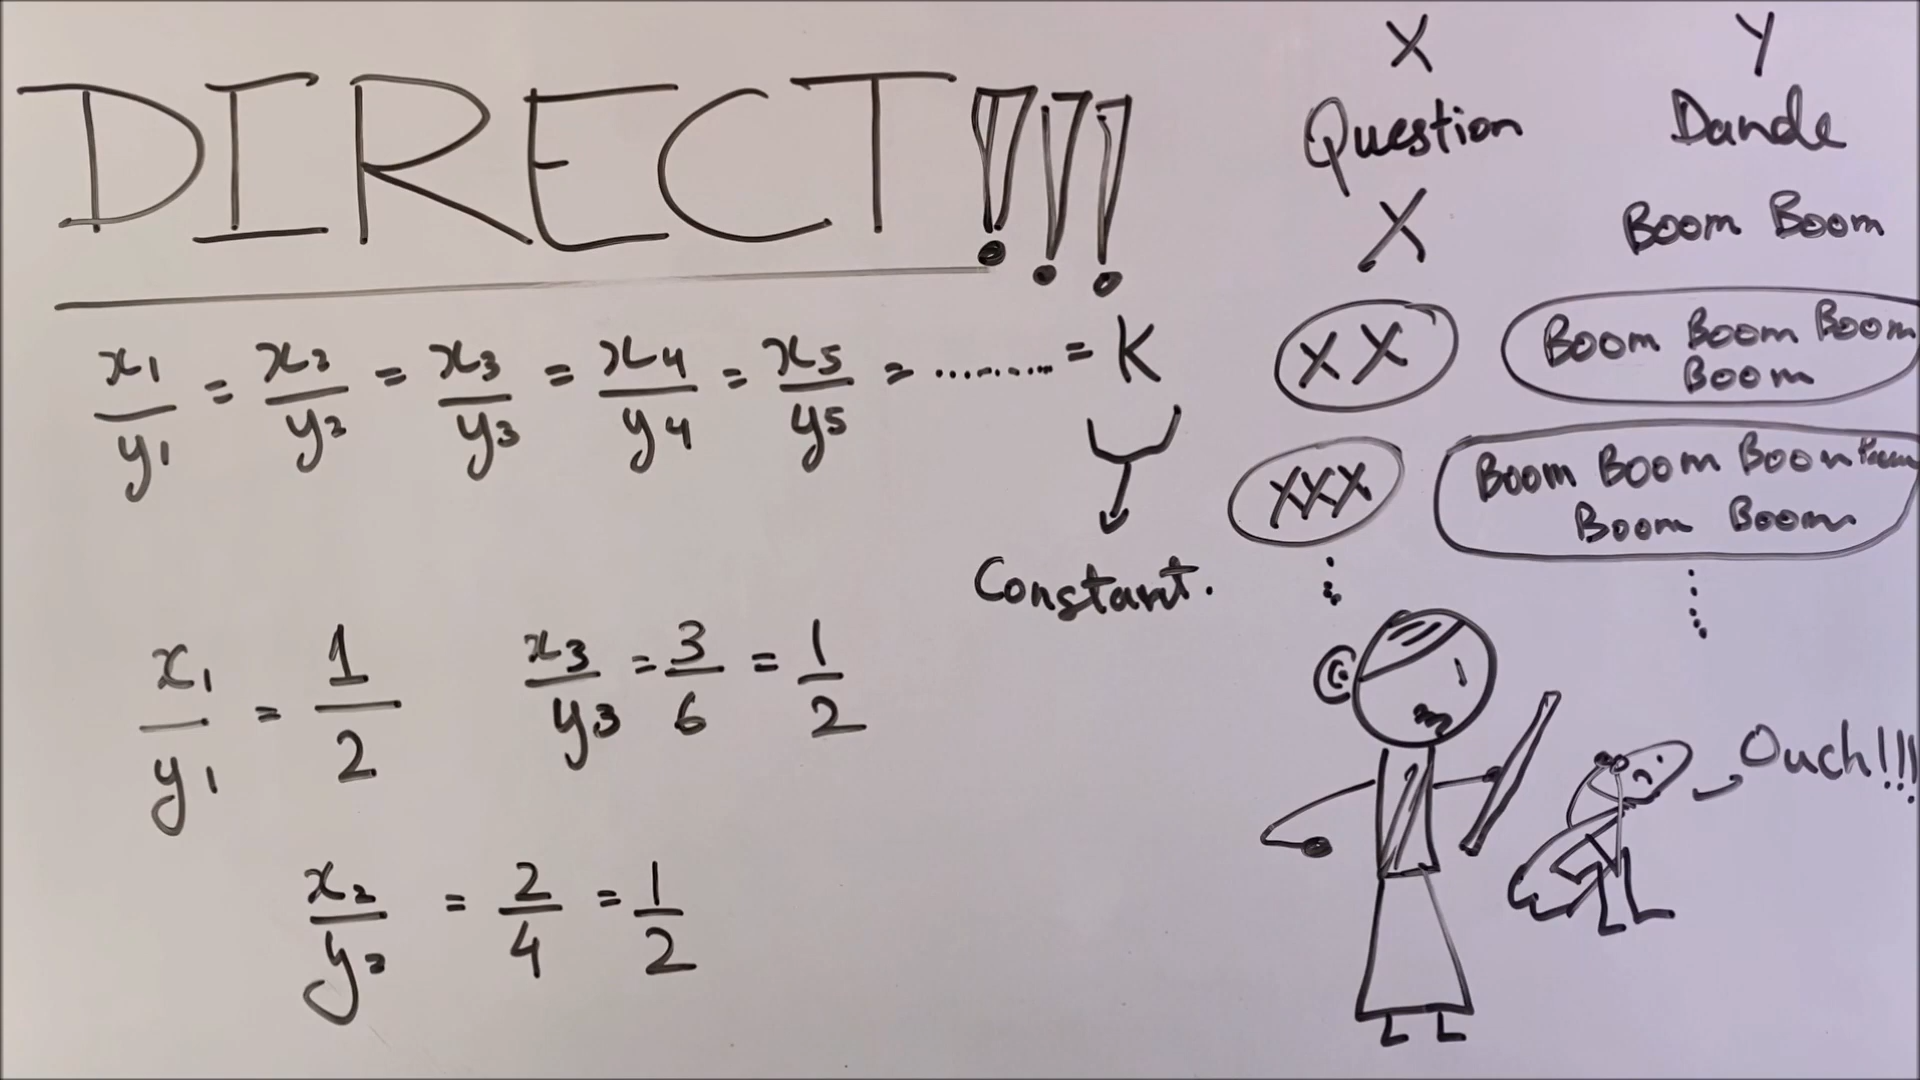 DIRECT!!!
x1/y1 = x2/y2 = x3/y3 = x4/y4 = x5/y5 = .......... = K
Constant.
x1/y1 = 1/2
x3/y3 = 3/6 = 1/2
x2/y2 = 2/4 = 1/2
X Y
Question Dande
X Boom Boom
XX Boom Boom Boom
Boom
XXX Boom Boom Boom Boom
Boom Boom
Ouch!!!